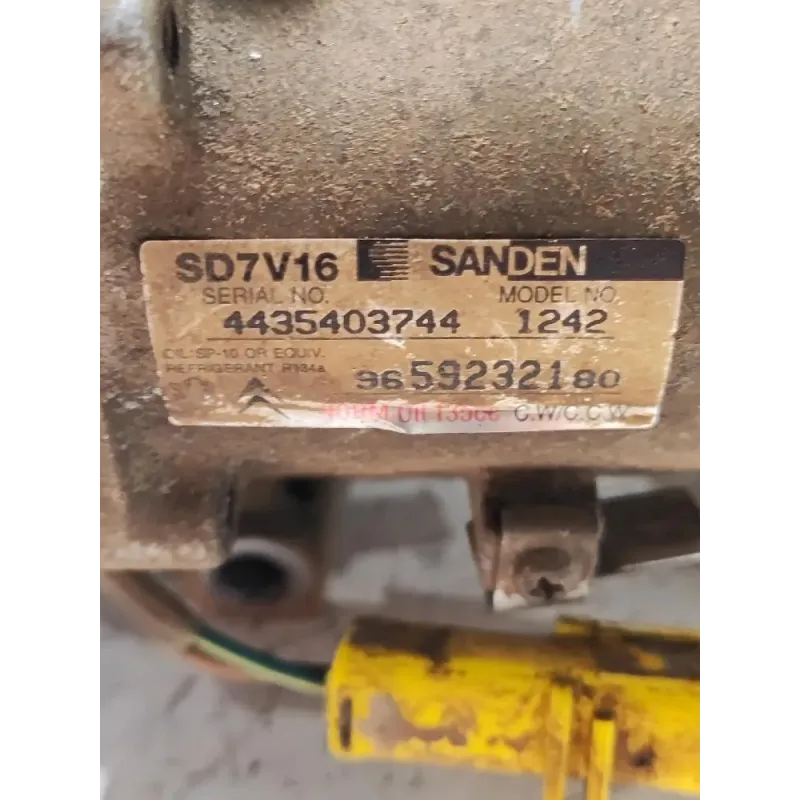 SD7V16 SANDEN
SERIAL NO. MODEL NO.
4435403744 1242
OIL:SP-10 OR EQUIV.
REFRIGERANT R134a
9659232180
C.W/C.C.W